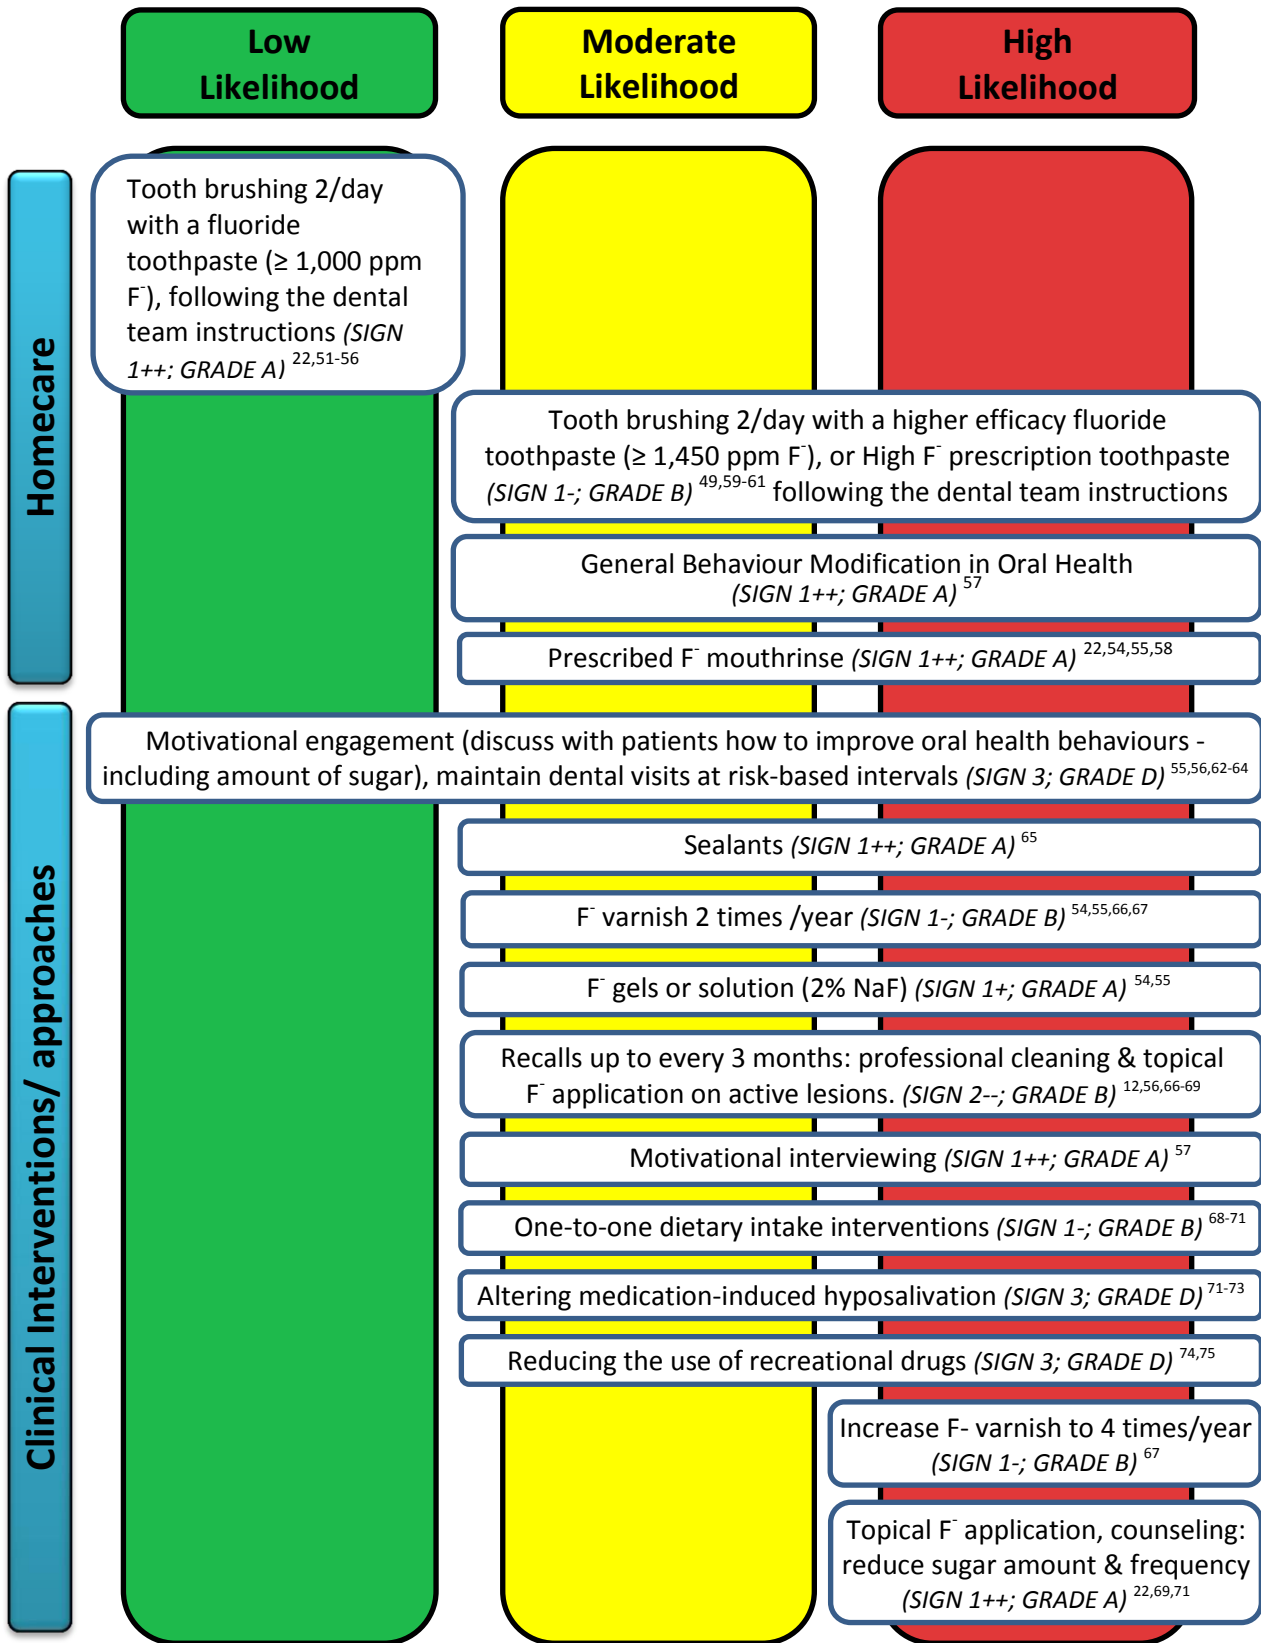 Low
Likelihood
Moderate
Likelihood
High
Likelihood
Homecare
Tooth brushing 2/day
with a fluoride
toothpaste (≥ 1,000 ppm
F⁻), following the dental
team instructions (SIGN
1++; GRADE A) 22,51-56
Tooth brushing 2/day with a higher efficacy fluoride
toothpaste (≥ 1,450 ppm F⁻), or High F⁻ prescription toothpaste
(SIGN 1-; GRADE B) 49,59-61 following the dental team instructions
General Behaviour Modification in Oral Health
(SIGN 1++; GRADE A) 57
Prescribed F⁻ mouthrinse (SIGN 1++; GRADE A) 22,54,55,58
Clinical Interventions/ approaches
Motivational engagement (discuss with patients how to improve oral health behaviours -
including amount of sugar), maintain dental visits at risk-based intervals (SIGN 3; GRADE D) 55,56,62-64
Sealants (SIGN 1++; GRADE A) 65
F⁻ varnish 2 times /year (SIGN 1-; GRADE B) 54,55,66,67
F⁻ gels or solution (2% NaF) (SIGN 1+; GRADE A) 54,55
Recalls up to every 3 months: professional cleaning & topical
F⁻ application on active lesions. (SIGN 2--; GRADE B) 12,56,66-69
Motivational interviewing (SIGN 1++; GRADE A) 57
One-to-one dietary intake interventions (SIGN 1-; GRADE B) 68-71
Altering medication-induced hyposalivation (SIGN 3; GRADE D) 71-73
Reducing the use of recreational drugs (SIGN 3; GRADE D) 74,75
Increase F- varnish to 4 times/year
(SIGN 1-; GRADE B) 67
Topical F⁻ application, counseling:
reduce sugar amount & frequency
(SIGN 1++; GRADE A) 22,69,71